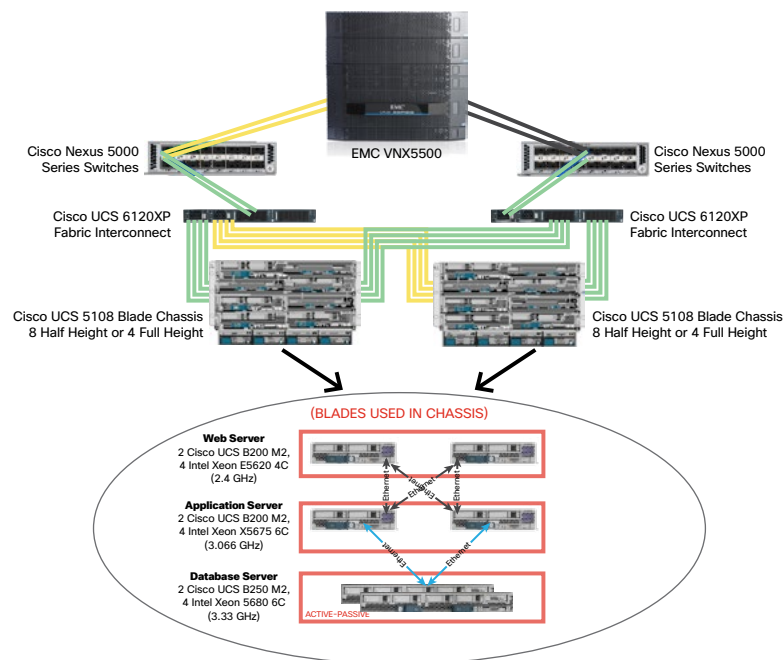 EMC
EMC VNX5500
Cisco Nexus 5000
Series Switches
Cisco Nexus 5000
Series Switches
Cisco UCS 6120XP
Fabric Interconnect
Cisco UCS 6120XP
Fabric Interconnect
Cisco UCS 5108 Blade Chassis
8 Half Height or 4 Full Height
Cisco UCS 5108 Blade Chassis
8 Half Height or 4 Full Height
(BLADES USED IN CHASSIS)
Web Server
2 Cisco UCS B200 M2,
4 Intel Xeon E5620 4C
(2.4 GHz)
Ethernet
Ethernet
Ethernet
Ethernet
Application Server
2 Cisco UCS B200 M2,
4 Intel Xeon X5675 6C
(3.066 GHz)
Ethernet
Ethernet
Database Server
2 Cisco UCS B250 M2,
4 Intel Xeon 5680 6C
(3.33 GHz)
ACTIVE-PASSIVE